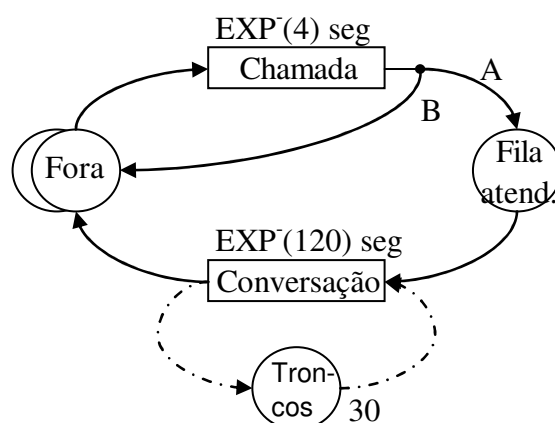 EXP⁻(4) seg
Chamada
A
B
Fora
Fila
atend.
EXP⁻(120) seg
Conversação
Tron-
cos
30